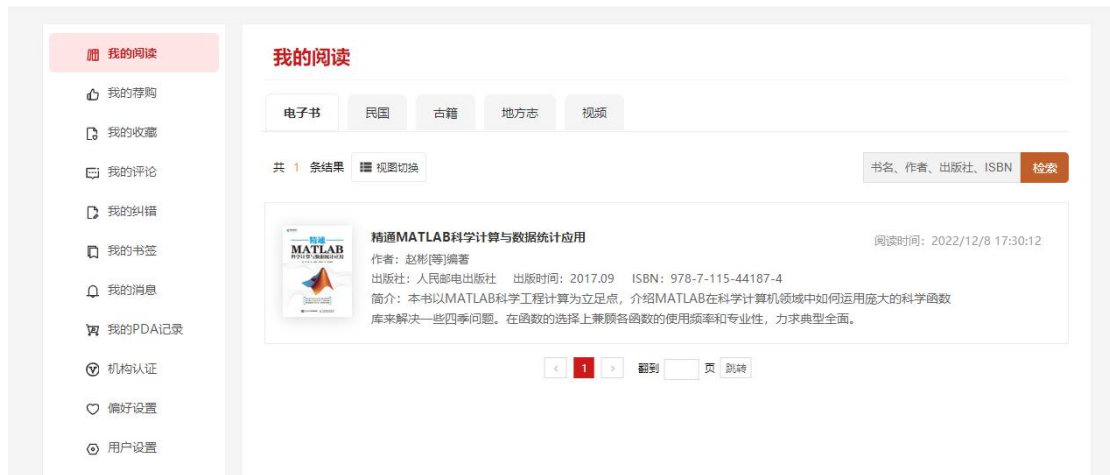 我的阅读
我的荐购
我的收藏
我的评论
我的纠错
我的书签
我的消息
我的PDA记录
机构认证
偏好设置
用户设置
我的阅读
电子书 民国 古籍 地方志 视频
共 1 条结果 视图切换 书名、作者、出版社、ISBN 检索
精通
MATLAB
科学计算与数据统计应用
精通MATLAB科学计算与数据统计应用
阅读时间：2022/12/8 17:30:12
作者：赵彬[等]编著
出版社：人民邮电出版社 出版时间：2017.09 ISBN：978-7-115-44187-4
简介：本书以MATLAB科学工程计算为立足点，介绍MATLAB在科学计算机领域中如何运用庞大的科学函数
库来解决一些四季问题。在函数的选择上兼顾各函数的使用频率和专业性，力求典型全面。
< 1 > 翻到 页 跳转